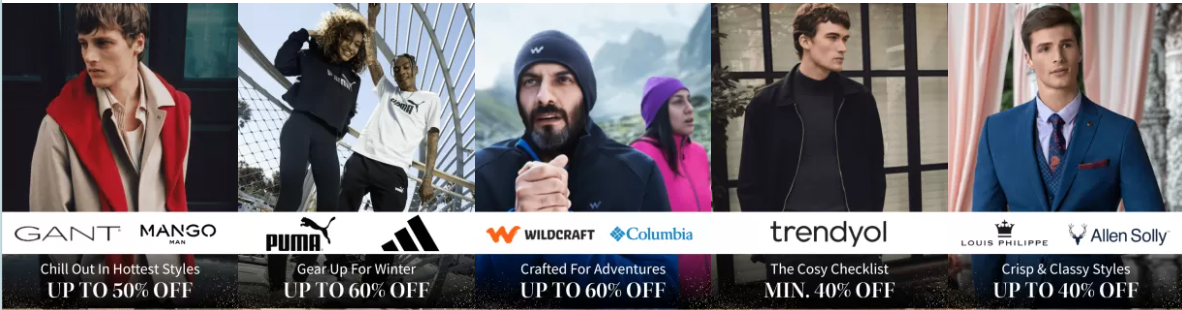 GANT
MANGO
MAN
Chill Out In Hottest Styles
UP TO 50% OFF
PUMA
PUMA
PUMA
Gear Up For Winter
UP TO 60% OFF
WILDCRAFT
Columbia
Crafted For Adventures
UP TO 60% OFF
trendyol
The Cosy Checklist
MIN. 40% OFF
LOUIS PHILIPPE
Allen Solly
Crisp & Classy Styles
UP TO 40% OFF